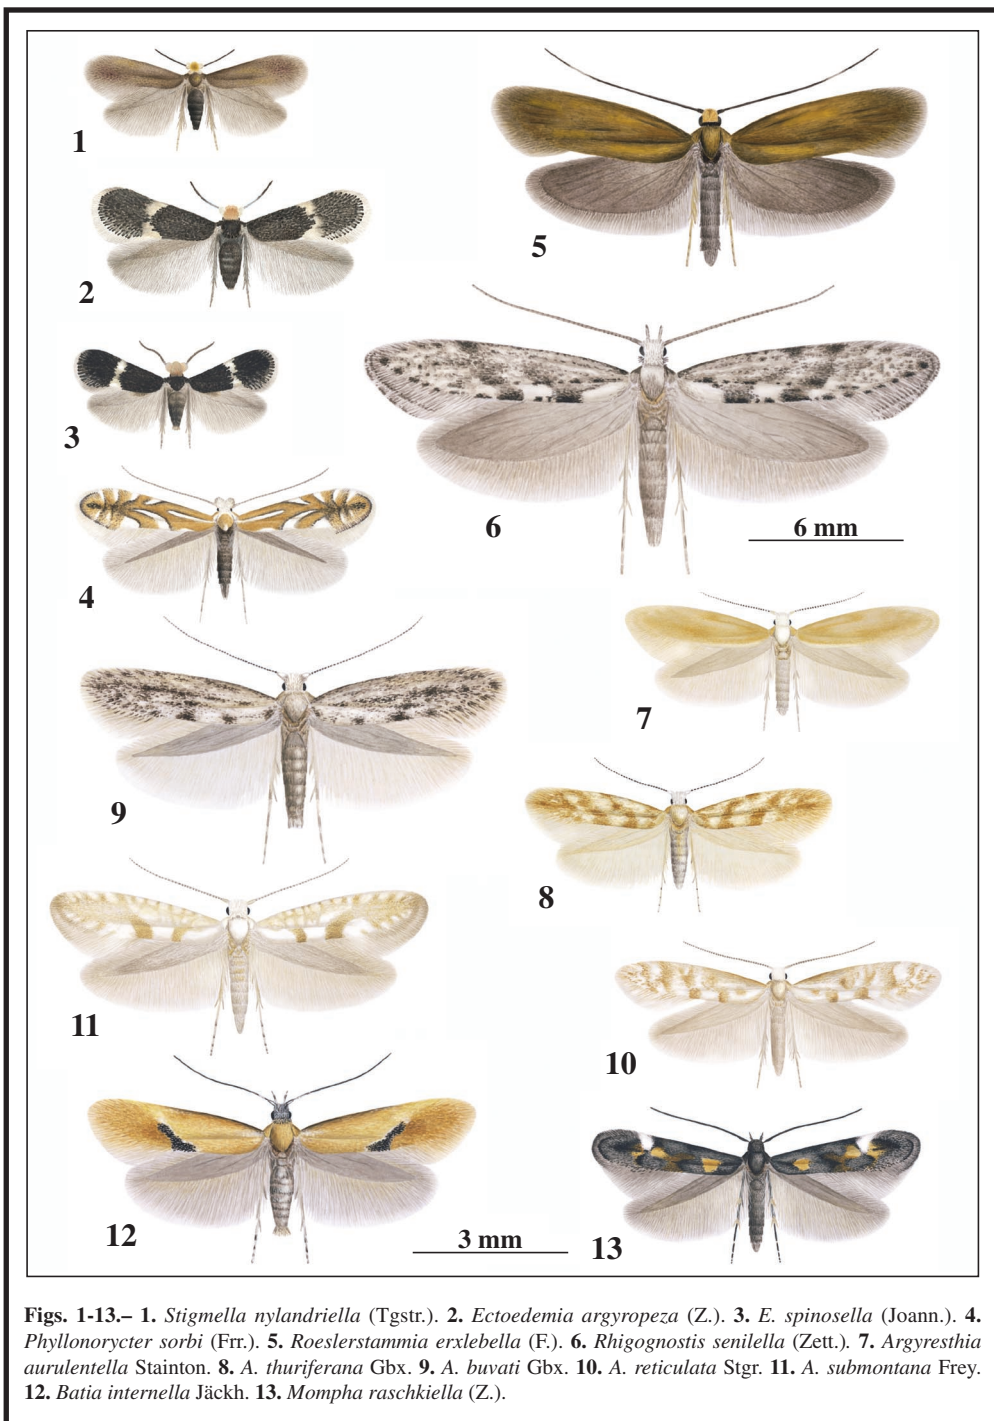 1
5
2
3
6
6 mm
4
7
9
8
11
10
12
3 mm
13
Figs. 1-13.– 1. Stigmella nylandriella (Tgstr.). 2. Ectoedemia argyropeza (Z.). 3. E. spinosella (Joann.). 4.
Phyllonorycter sorbi (Frr.). 5. Roeslerstammia erxlebella (F.). 6. Rhigognostis senilella (Zett.). 7. Argyresthia
aurulentella Stainton. 8. A. thuriferana Gbx. 9. A. buvati Gbx. 10. A. reticulata Stgr. 11. A. submontana Frey.
12. Batia internella Jäckh. 13. Mompha raschkiella (Z.).